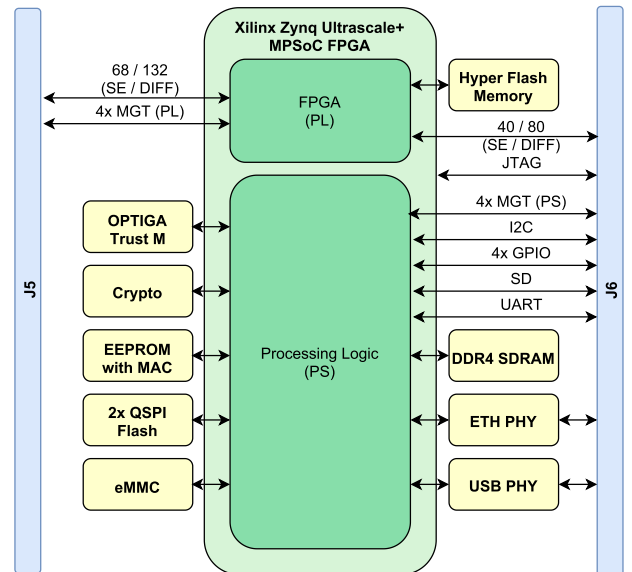 Xilinx Zynq Ultrascale+
MPSoC FPGA
68 / 132
(SE / DIFF)
4x MGT (PL)
FPGA
(PL)
Hyper Flash
Memory
40 / 80
(SE / DIFF)
JTAG
4x MGT (PS)
I2C
4x GPIO
SD
UART
J5
J6
OPTIGA
Trust M
Crypto
EEPROM
with MAC
2x QSPI
Flash
eMMC
Processing Logic
(PS)
DDR4 SDRAM
ETH PHY
USB PHY